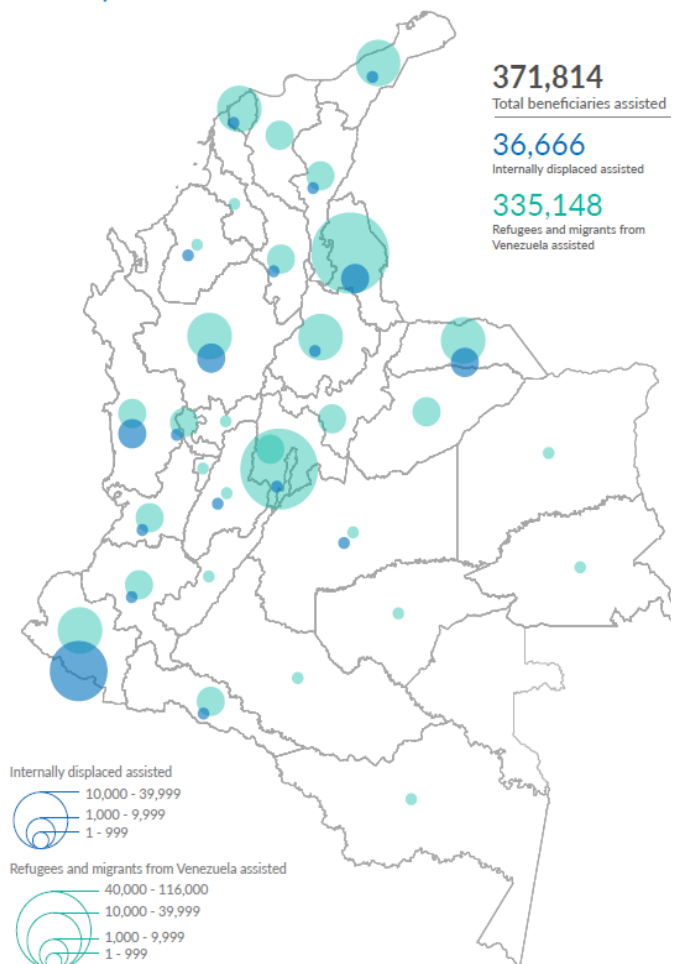 371,814
Total beneficiaries assisted
36,666
Internally displaced assisted
335,148
Refugees and migrants from
Venezuela assisted
Internally displaced assisted
10,000 - 39,999
1,000 - 9,999
1 - 999
Refugees and migrants from Venezuela assisted
40,000 - 116,000
10,000 - 39,999
1,000 - 9,999
1 - 999